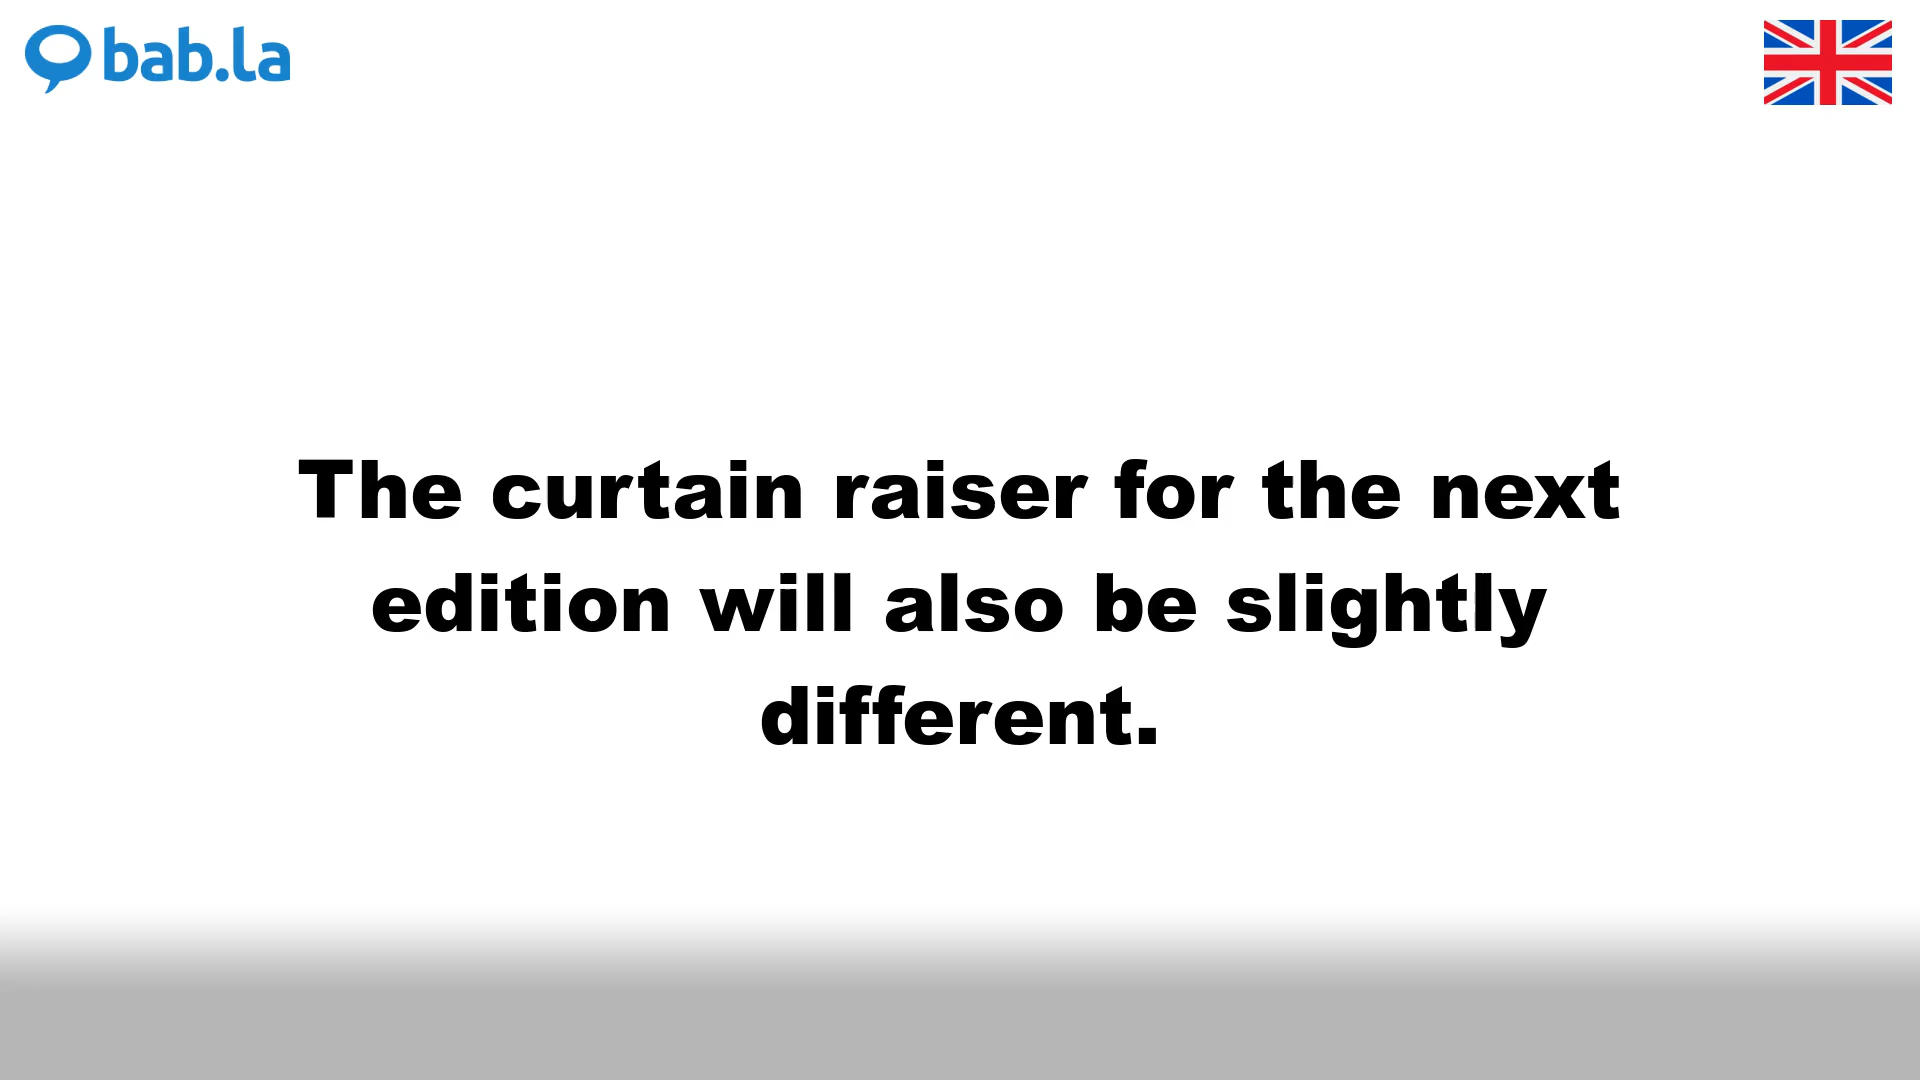 bab.la
The curtain raiser for the next
edition will also be slightly
different.